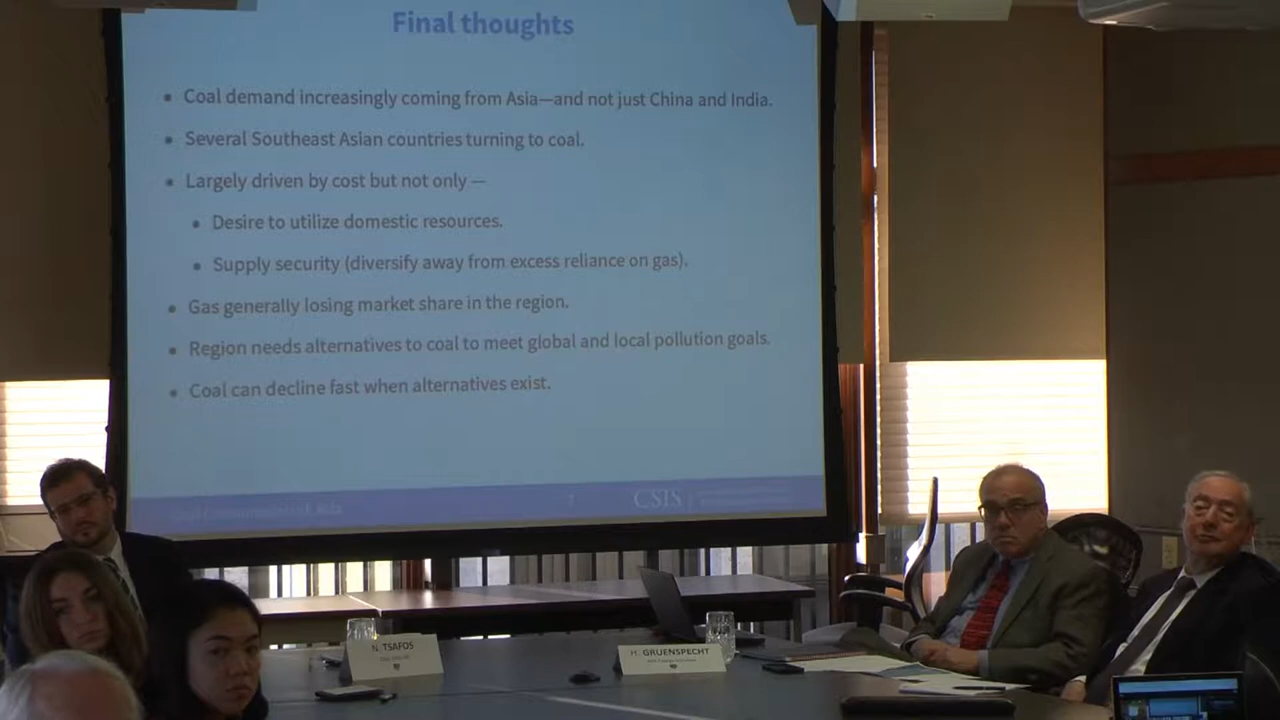 Final thoughts
• Coal demand increasingly coming from Asia—and not just China and India.
• Several Southeast Asian countries turning to coal.
• Largely driven by cost but not only —
• Desire to utilize domestic resources.
• Supply security (diversify away from excess reliance on gas).
• Gas generally losing market share in the region.
• Region needs alternatives to coal to meet global and local pollution goals.
• Coal can decline fast when alternatives exist.
CSIS
N. TSAFOS
H. GRUENSPECHT